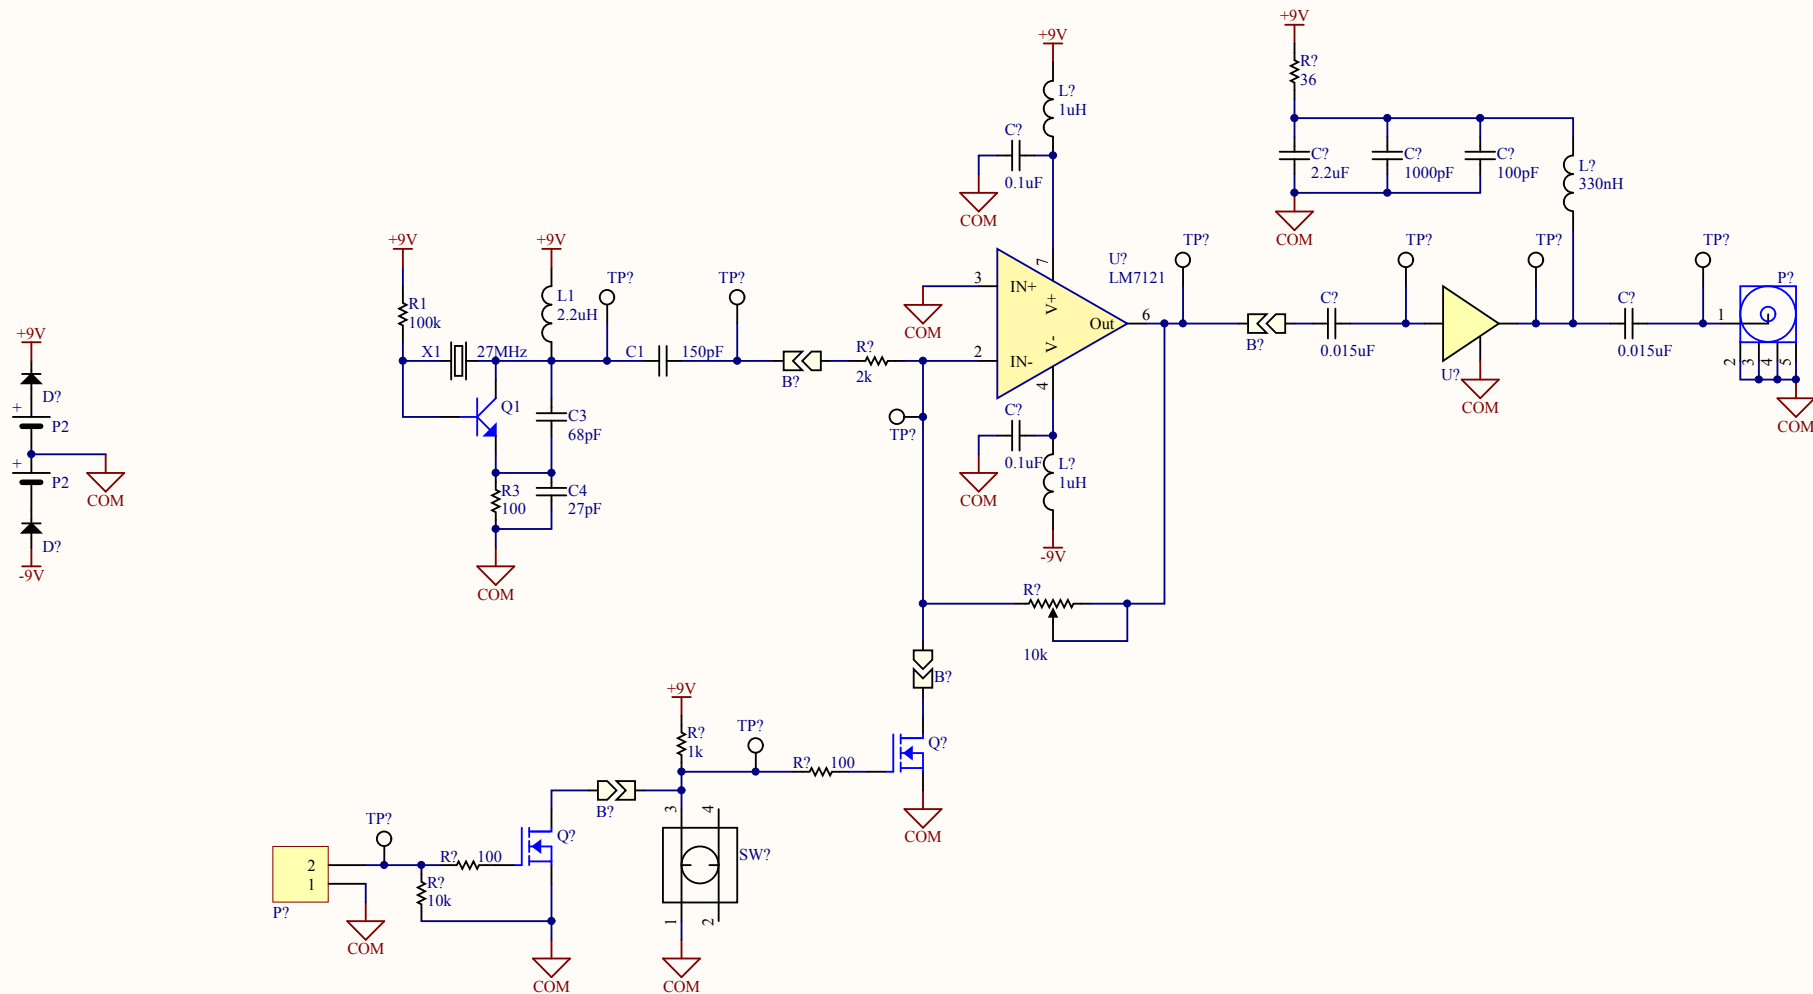 +9V
D?
+
P2
+
P2
COM
D?
-9V
+9V
R1
100k
X1
27MHz
+9V
L1
2.2uH
Q1
C3
68pF
R3
100
C4
27pF
COM
TP?
C1
150pF
TP?
B?
R?
2k
TP?
+9V
L?
1uH
C?
0.1uF
COM
U?
LM7121
3
IN+
7
V+
Out
6
COM
2
IN-
V-
4
C?
0.1uF
COM
L?
1uH
-9V
R?
10k
B?
TP?
B?
C?
0.015uF
TP?
U?
COM
TP?
+9V
R?
36
C?
2.2uF
C?
1000pF
C?
100pF
L?
330nH
COM
C?
0.015uF
TP?
P?
1
2
3
4
5
COM
+9V
R?
1k
TP?
R?
100
Q?
COM
B?
3
4
SW?
1
2
COM
TP?
R?
100
Q?
2
1
P?
R?
10k
COM
COM